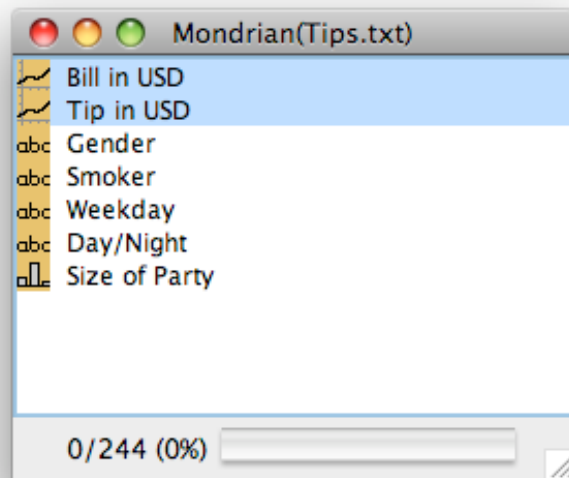 Mondrian(Tips.txt)
Bill in USD
Tip in USD
abc Gender
abc Smoker
abc Weekday
abc Day/Night
Size of Party
0/244 (0%)